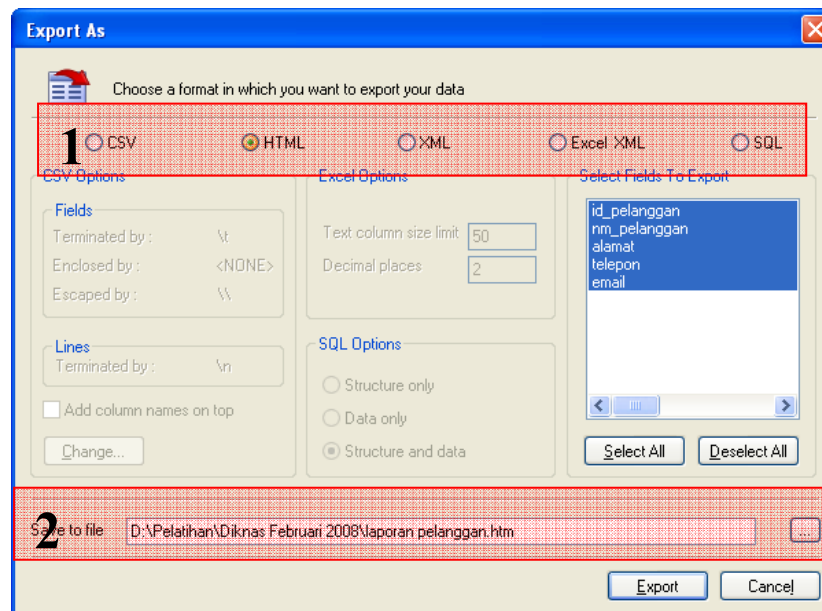 Export As
Choose a format in which you want to export your data
1
CSV HTML XML Excel XML SQL
CSV Options
Fields
Terminated by : \t
Enclosed by : <NONE>
Escaped by : \\
Lines
Terminated by : \n
Add column names on top
Change...
Excel Options
Text column size limit 50
Decimal places 2
SQL Options
Structure only
Data only
Structure and data
Select Fields To Export
id_pelanggan
nm_pelanggan
alamat
telepon
email
Select All Deselect All
2
Save to file D:\Pelatihan\Diknas Februari 2008\laporan pelanggan.htm ...
Export Cancel